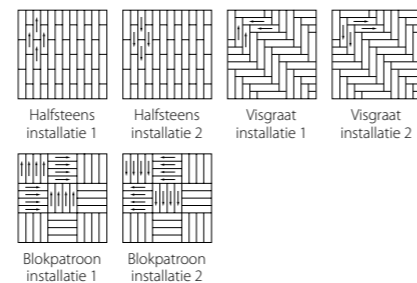 Halfsteens
installatie 1
Halfsteens
installatie 2
Visgraat
installatie 1
Visgraat
installatie 2
Blokpatroon
installatie 1
Blokpatroon
installatie 2